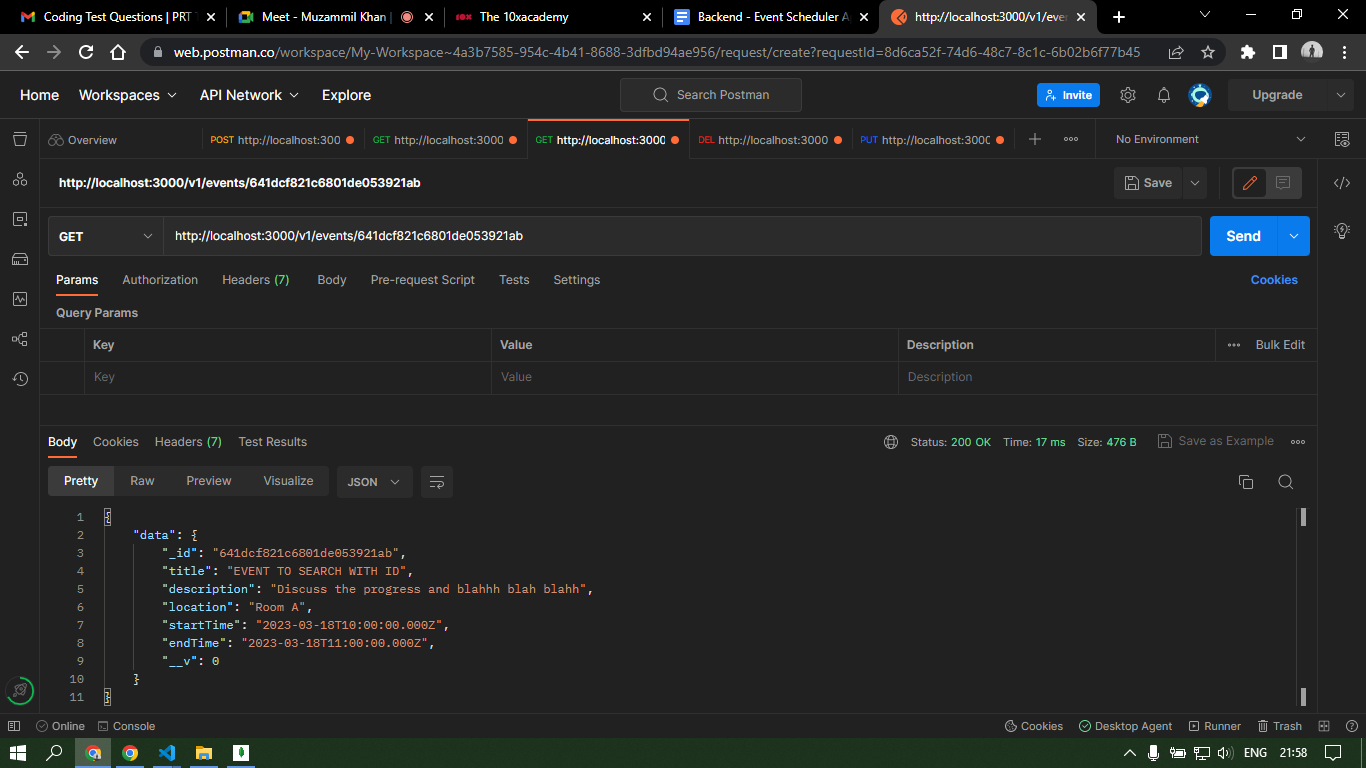 Coding Test Questions | PRT T
Meet - Muzammil Khan |
The 10xacademy
Backend - Event Scheduler A
http://localhost:3000/v1/eve
web.postman.co/workspace/My-Workspace~4a3b7585-954c-4b41-8688-3dfbd94ae956/request/create?requestId=8d6ca52f-74d6-48c7-8c1c-6b02b6f77b45
Home Workspaces API Network Explore Search Postman Invite Upgrade
Overview POST http://localhost:300 GET http://localhost:3000 GET http://localhost:3000 DEL http://localhost:3000 PUT http://localhost:3000 No Environment
http://localhost:3000/v1/events/641dcf821c6801de053921ab Save
GET http://localhost:3000/v1/events/641dcf821c6801de053921ab Send
Params Authorization Headers (7) Body Pre-request Script Tests Settings Cookies
Query Params
Key Value Description Bulk Edit
Key Value Description
Body Cookies Headers (7) Test Results Status: 200 OK Time: 17 ms Size: 476 B Save as Example
Pretty Raw Preview Visualize JSON
1 {
2 "data": {
3 "_id": "641dcf821c6801de053921ab",
4 "title": "EVENT TO SEARCH WITH ID",
5 "description": "Discuss the progress and blahhh blah blahh",
6 "location": "Room A",
7 "startTime": "2023-03-18T10:00:00.000Z",
8 "endTime": "2023-03-18T11:00:00.000Z",
9 "__v": 0
10 }
11 }
Online Console Cookies Desktop Agent Runner Trash
ENG 21:58